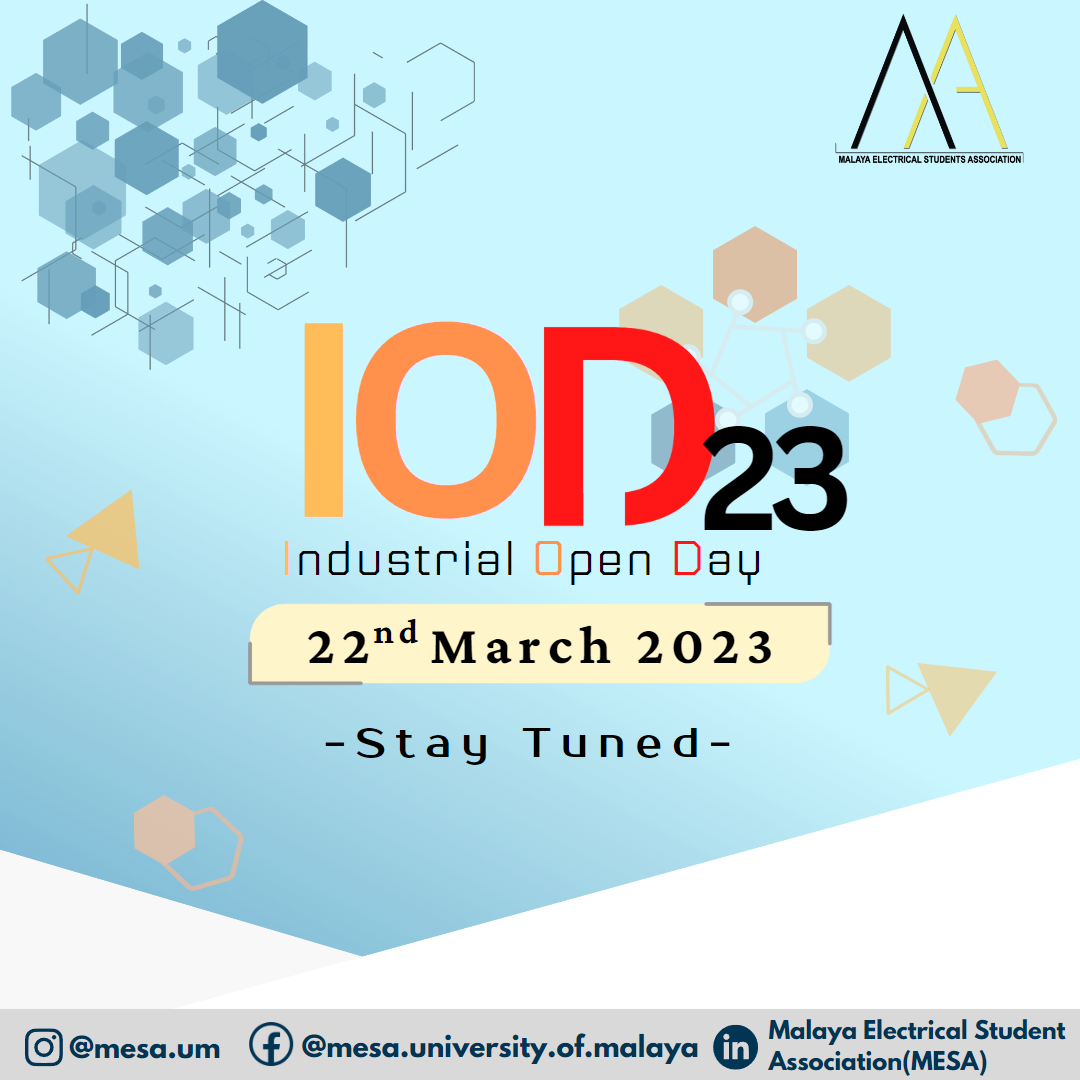 MALAYA ELECTRICAL STUDENTS ASSOCIATION
IOD23
Industrial Open Day
22nd March 2023
-Stay Tuned-
@mesa.um
@mesa.university.of.malaya
in
Malaya Electrical Student
Association(MESA)